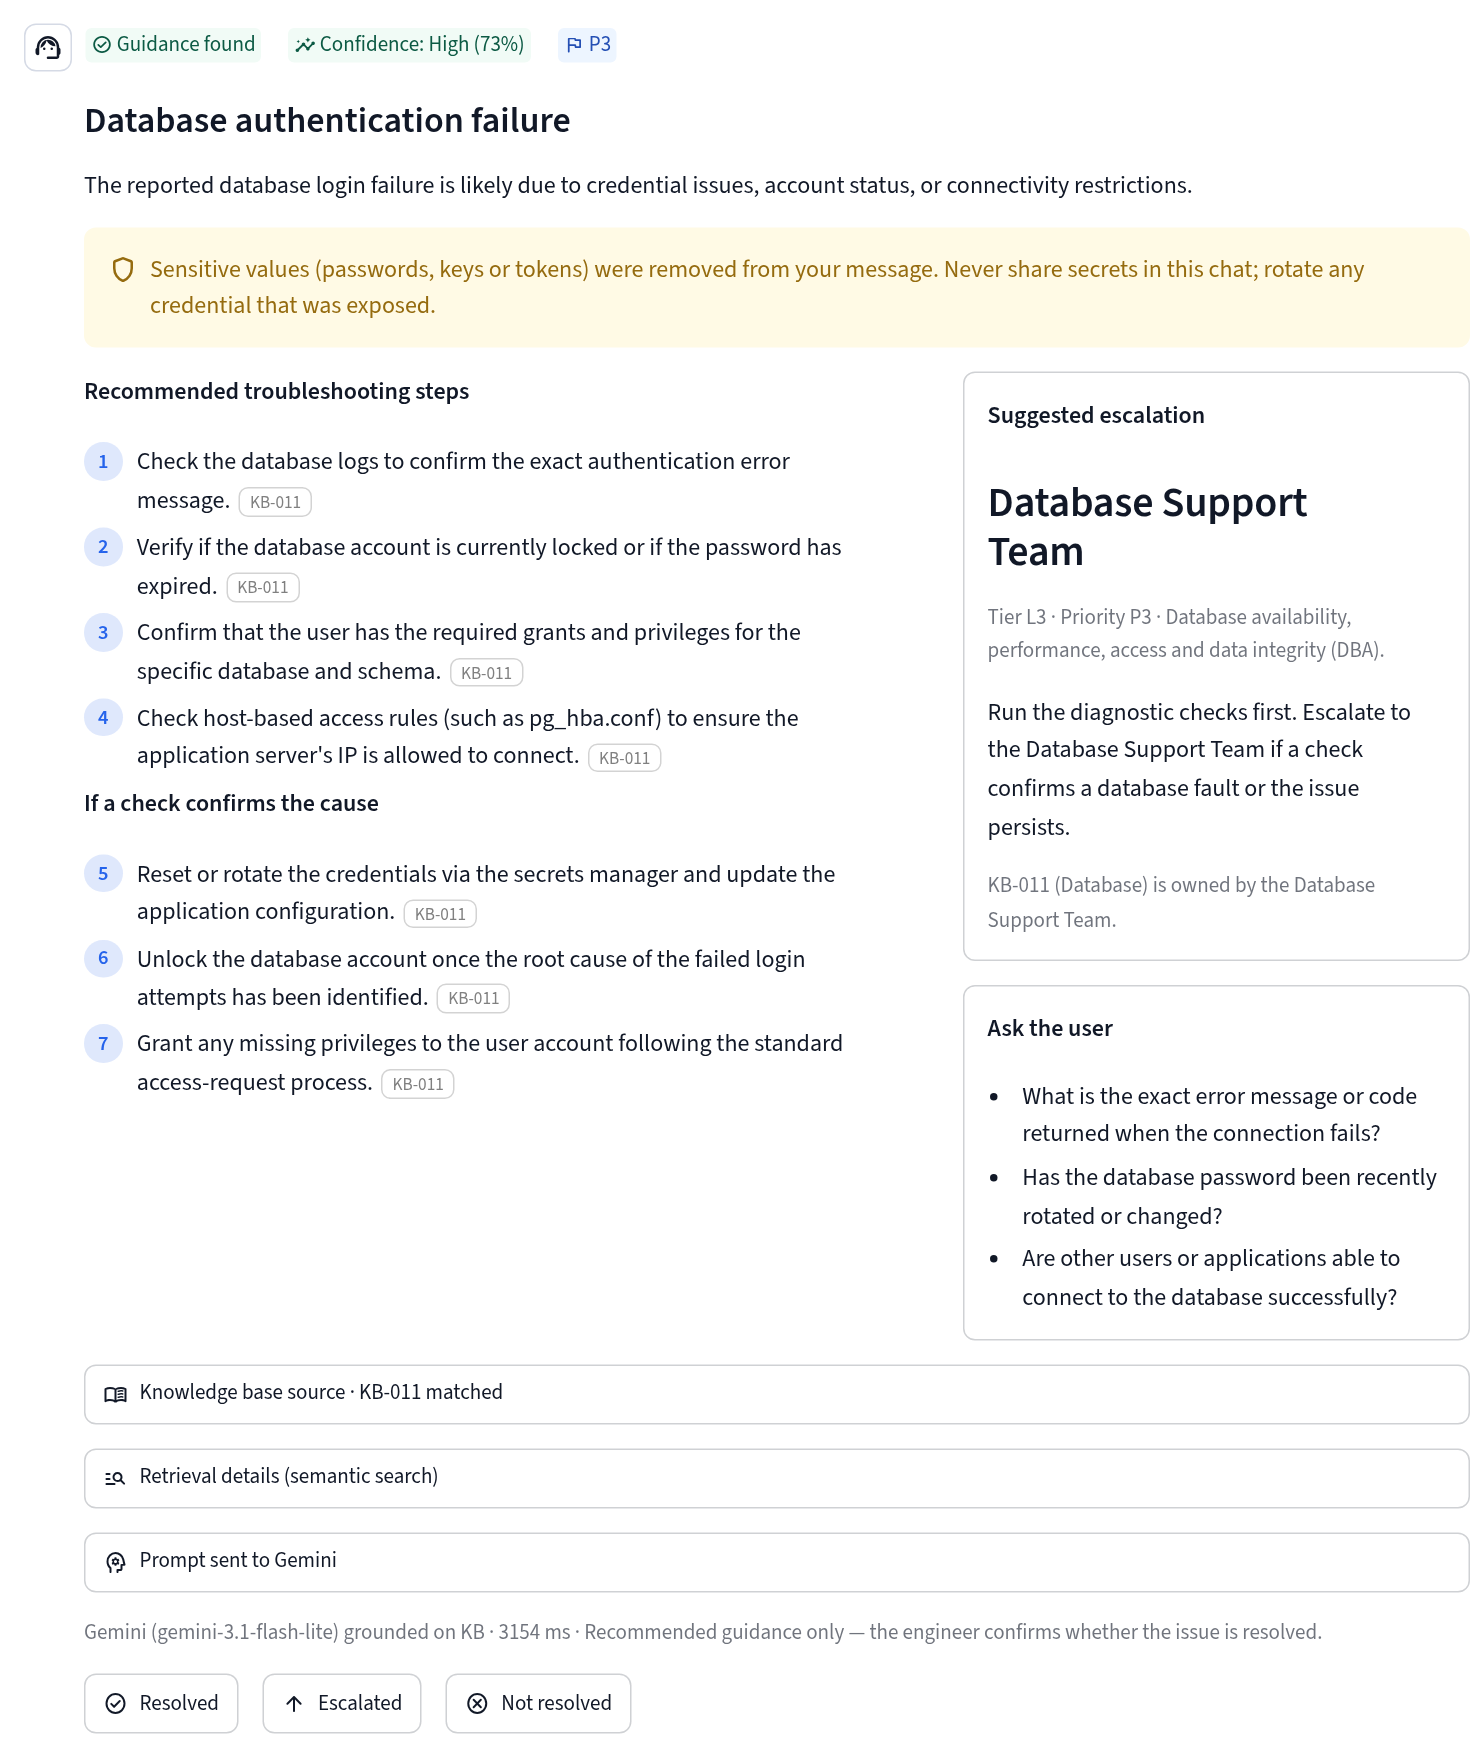 Guidance found
Confidence: High (73%)
P3
Database authentication failure
The reported database login failure is likely due to credential issues, account status, or connectivity restrictions.
Sensitive values (passwords, keys or tokens) were removed from your message. Never share secrets in this chat; rotate any
credential that was exposed.
Recommended troubleshooting steps
1 Check the database logs to confirm the exact authentication error
message. KB-011
2 Verify if the database account is currently locked or if the password has
expired. KB-011
3 Confirm that the user has the required grants and privileges for the
specific database and schema. KB-011
4 Check host-based access rules (such as pg_hba.conf) to ensure the
application server's IP is allowed to connect. KB-011
If a check confirms the cause
5 Reset or rotate the credentials via the secrets manager and update the
application configuration. KB-011
6 Unlock the database account once the root cause of the failed login
attempts has been identified. KB-011
7 Grant any missing privileges to the user account following the standard
access-request process. KB-011
Suggested escalation
Database Support
Team
Tier L3 · Priority P3 · Database availability,
performance, access and data integrity (DBA).
Run the diagnostic checks first. Escalate to
the Database Support Team if a check
confirms a database fault or the issue
persists.
KB-011 (Database) is owned by the Database
Support Team.
Ask the user
• What is the exact error message or code
returned when the connection fails?
• Has the database password been recently
rotated or changed?
• Are other users or applications able to
connect to the database successfully?
Knowledge base source · KB-011 matched
Retrieval details (semantic search)
Prompt sent to Gemini
Gemini (gemini-3.1-flash-lite) grounded on KB · 3154 ms · Recommended guidance only — the engineer confirms whether the issue is resolved.
Resolved
Escalated
Not resolved